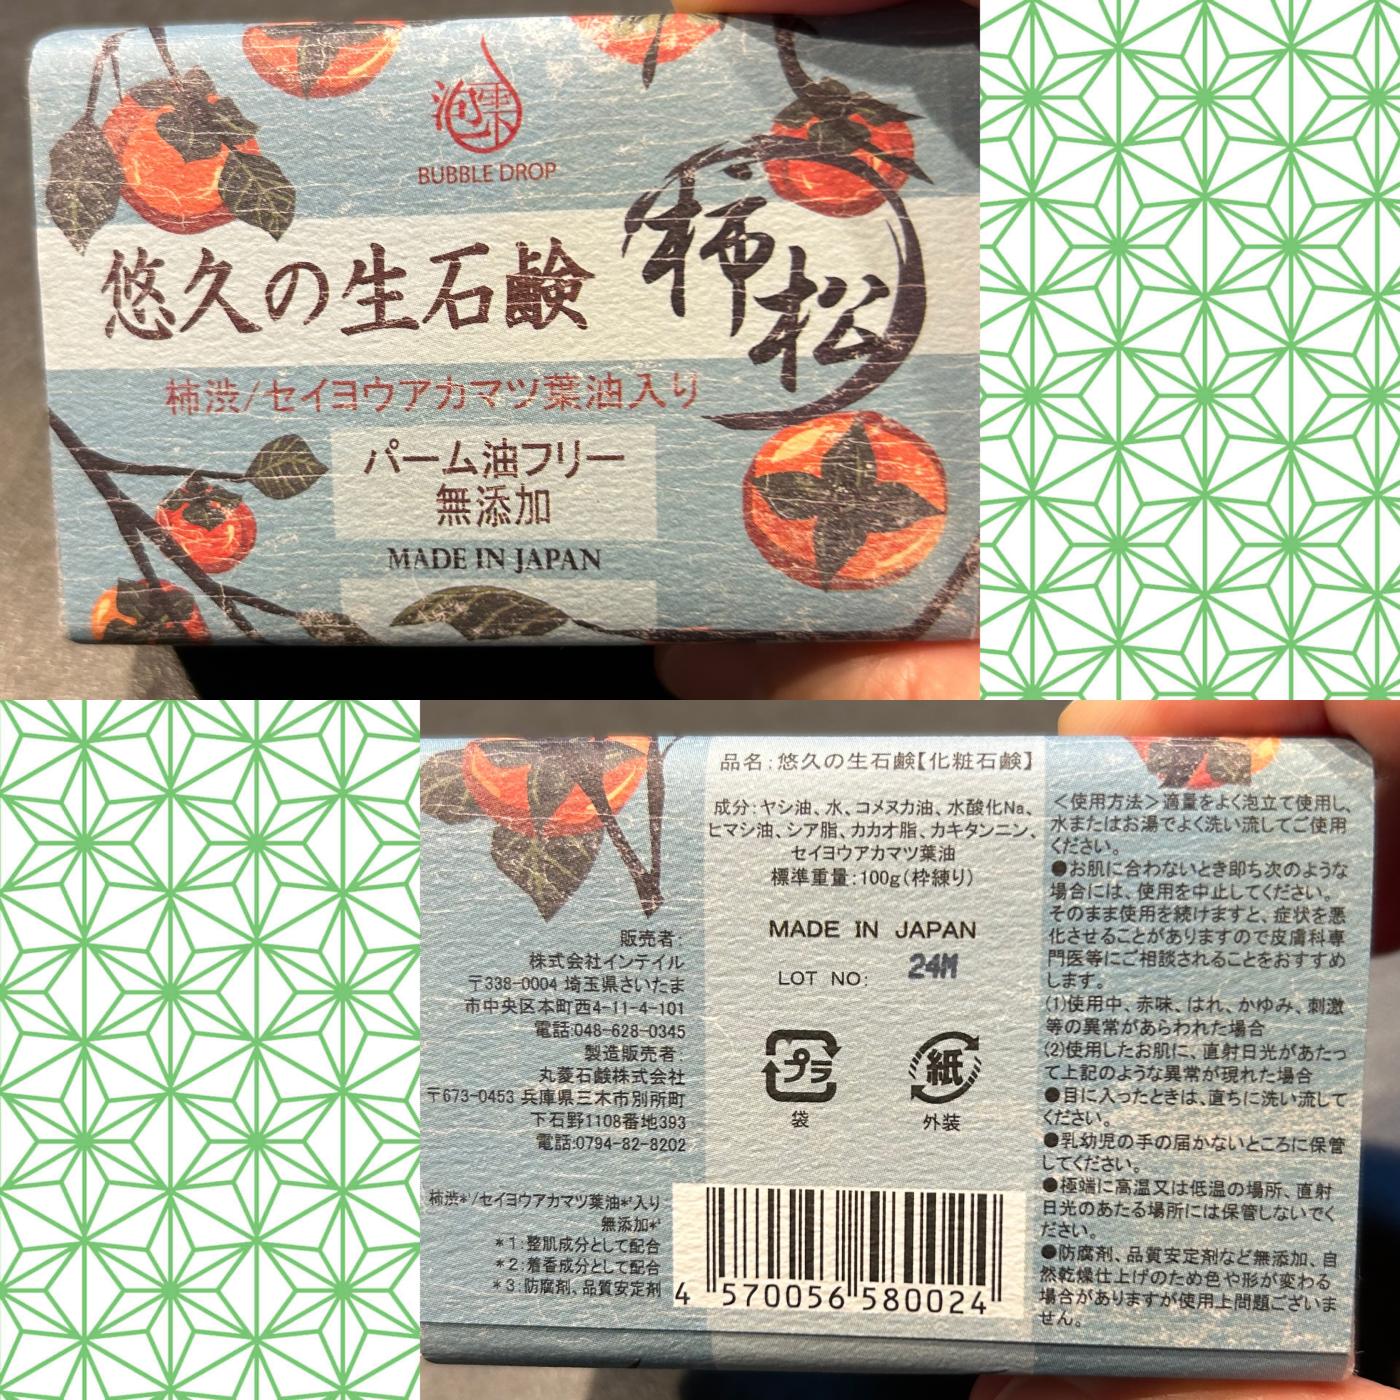 泡雫
BUBBLE DROP
柿松
悠久の生石鹸
柿渋/セイヨウアカマツ葉油入り
パーム油フリー
無添加
MADE IN JAPAN
販売者:
株式会社インテイル
〒338-0004 埼玉県さいたま
市中央区本町西4-11-4-101
電話:048-628-0345
製造販売者:
丸菱石鹸株式会社
〒673-0453 兵庫県三木市別所町
下石野1108番地393
電話:0794-82-8202
柿渋*¹/セイヨウアカマツ葉油*²入り
無添加*³
*1:整肌成分として配合
*2:着香成分として配合
*3:防腐剤、品質安定剤
品名:悠久の生石鹸【化粧石鹸】
成分:ヤシ油、水、コメヌカ油、水酸化Na、
ヒマシ油、シア脂、カカオ脂、カキタンニン、
セイヨウアカマツ葉油
標準重量:100g(枠練り)
MADE IN JAPAN
LOT NO: 24M
プラ
袋
紙
外装
4 570056 580024
<使用方法>適量をよく泡立て使用し、
水またはお湯でよく洗い流してご使用
ください。
●お肌に合わないとき即ち次のような
場合には、使用を中止してください。
そのまま使用を続けますと、症状を悪
化させることがありますので皮膚科専
門医等にご相談されることをおすすめ
します。
(1)使用中、赤味、はれ、かゆみ、刺激
等の異常があらわれた場合
(2)使用したお肌に、直射日光があたっ
て上記のような異常が現れた場合
●目に入ったときは、直ちに洗い流して
ください。
●乳幼児の手の届かないところに保管
してください。
●極端に高温又は低温の場所、直射
日光のあたる場所には保管しないでく
ださい。
●防腐剤、品質安定剤など無添加、自
然乾燥仕上げのため色や形が変わる
場合がありますが使用上問題ございま
せん。